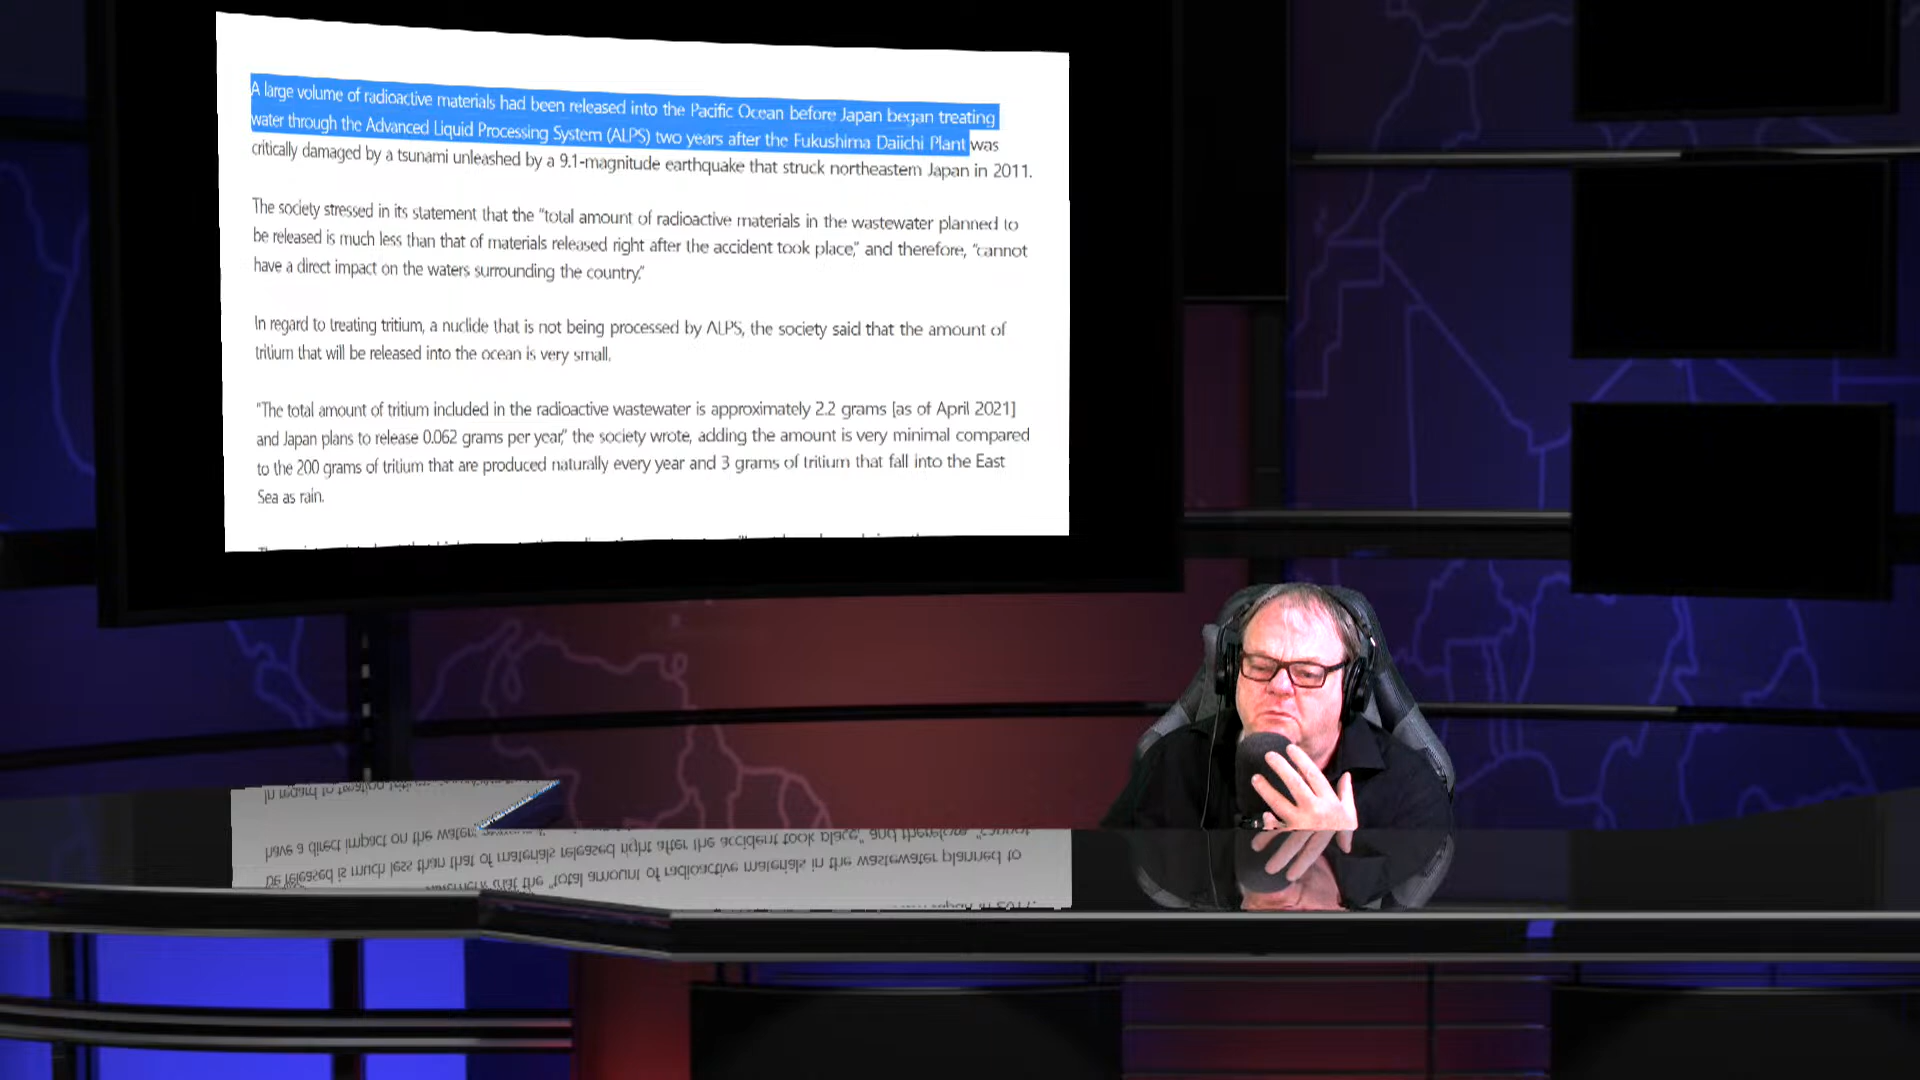 A large volume of radioactive materials had been released into the Pacific Ocean before Japan began treating
water through the Advanced Liquid Processing System (ALPS) two years after the Fukushima Daiichi Plant was
critically damaged by a tsunami unleashed by a 9.1-magnitude earthquake that struck northeastern Japan in 2011.
The society stressed in its statement that the “total amount of radioactive materials in the wastewater planned to
be released is much less than that of materials released right after the accident took place,” and therefore, “cannot
have a direct impact on the waters surrounding the country.”
In regard to treating tritium, a nuclide that is not being processed by ALPS, the society said that the amount of
tritium that will be released into the ocean is very small.
“The total amount of tritium included in the radioactive wastewater is approximately 2.2 grams [as of April 2021]
and Japan plans to release 0.062 grams per year,” the society wrote, adding the amount is very minimal compared
to the 200 grams of tritium that are produced naturally every year and 3 grams of tritium that fall into the East
Sea as rain.